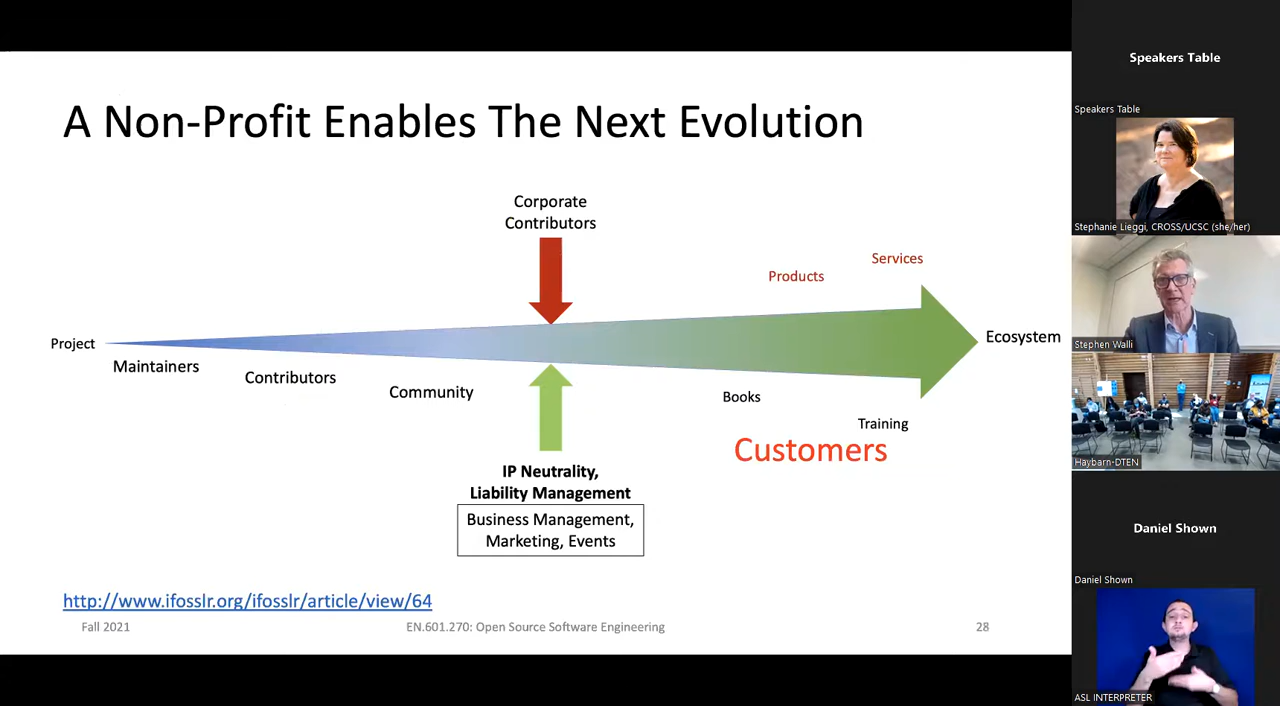 A Non-Profit Enables The Next Evolution
Corporate
Contributors
Services
Products
Project
Ecosystem
Maintainers
Contributors
Community
Books
Training
Customers
IP Neutrality,
Liability Management
Business Management,
Marketing, Events
http://www.ifosslr.org/ifosslr/article/view/64
Fall 2021
EN.601.270: Open Source Software Engineering
28
Speakers Table
Speakers Table
Stephanie Lieggi, CROSS/UCSC (she/her)
Stephen Walli
Haybarn-DTEN
Daniel Shown
Daniel Shown
ASL INTERPRETER